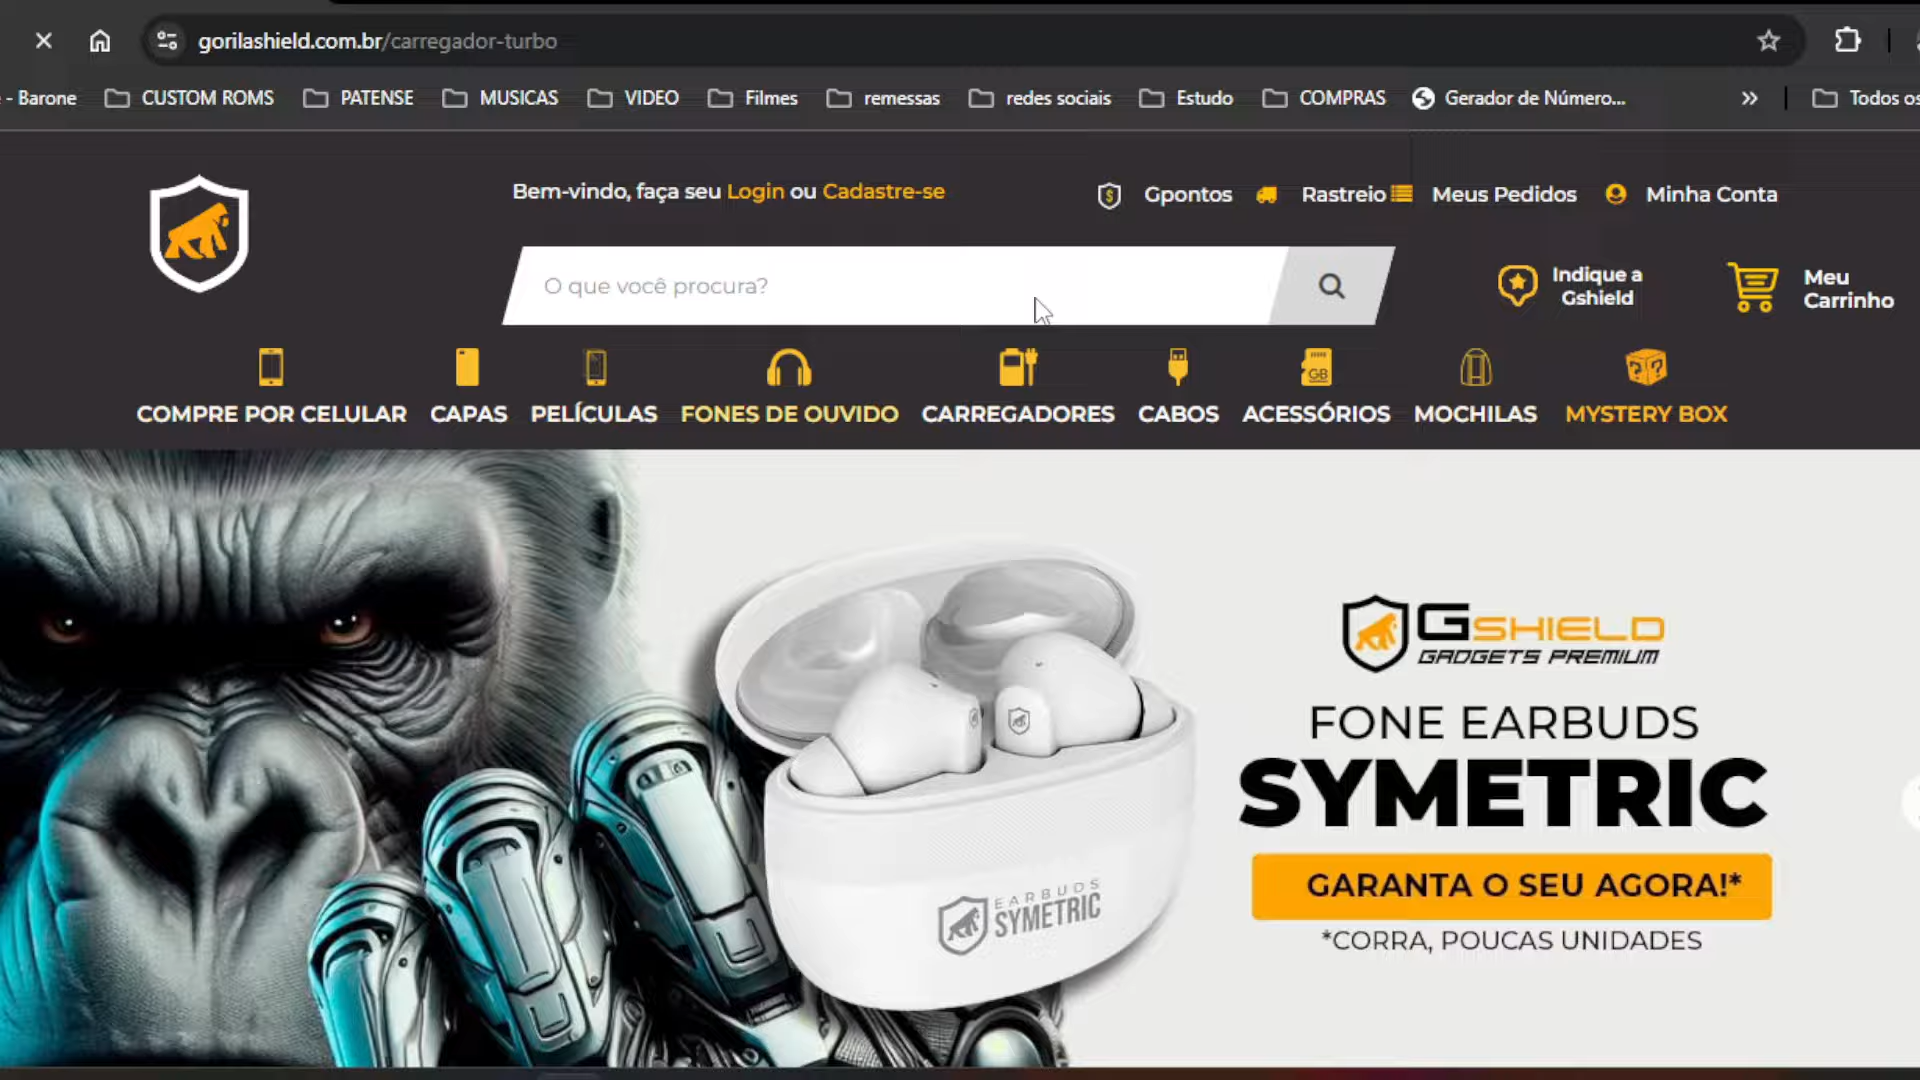 gorilashield.com.br/carregador-turbo
- Barone CUSTOM ROMS PATENSE MUSICAS VIDEO Filmes remessas redes sociais Estudo COMPRAS Gerador de Número... » Todos os
Bem-vindo, faça seu Login ou Cadastre-se
Gpontos Rastreio Meus Pedidos Minha Conta
O que você procura?
Indique a
Gshield
Meu
Carrinho
COMPRE POR CELULAR CAPAS PELÍCULAS FONES DE OUVIDO CARREGADORES CABOS ACESSÓRIOS MOCHILAS MYSTERY BOX
GB
GSHIELD
GADGETS PREMIUM
FONE EARBUDS
SYMETRIC
GARANTA O SEU AGORA!*
*CORRA, POUCAS UNIDADES
EARBUDS
SYMETRIC